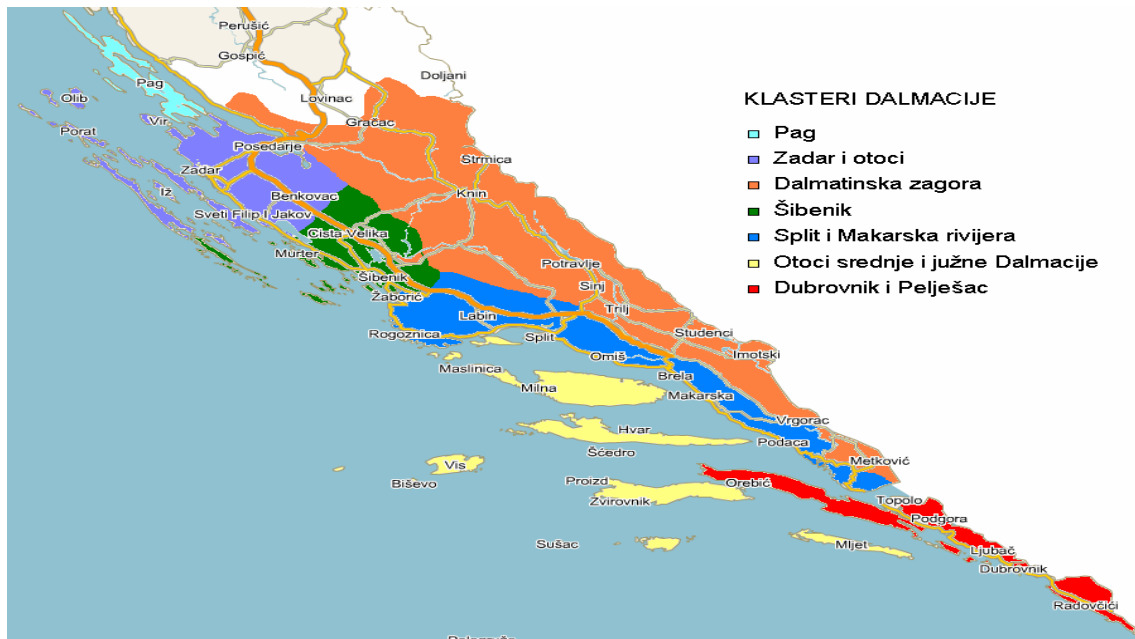 Perušić
Gospić
Doljani
Pag
Olib
Lovinac
KLASTERI DALMACIJE
Porat
Vir
Gračac
Pag
Posedarje
Strmica
Zadar i otoci
Zadar
Dalmatinska zagora
Iž
Benkovac
Knin
Šibenik
Sveti Filip I Jakov
Cista Velika
Split i Makarska rivijera
Murter
Otoci srednje i južne Dalmacije
Šibenik
Potravlje
Dubrovnik i Pelješac
Sinj
Žaborić
Trilj
Labin
Rogoznica
Split
Studenci
Omiš
Imotski
Maslinica
Brela
Milna
Makarska
Hvar
Vrgorac
Podaca
Šćedro
Vis
Metković
Biševo
Proizd
Orebić
Zvirovnik
Topolo
Podgora
Sušac
Mljet
Ljubač
Dubrovnik
Radovčići